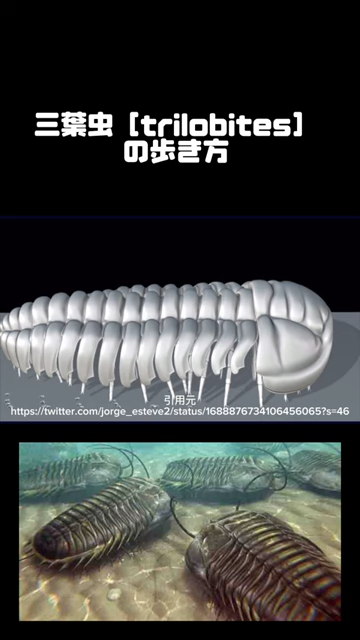 三葉虫［trilobites］
の歩き方
引用元
https://twitter.com/jorge_esteve2/status/1688876734106456065?s=46